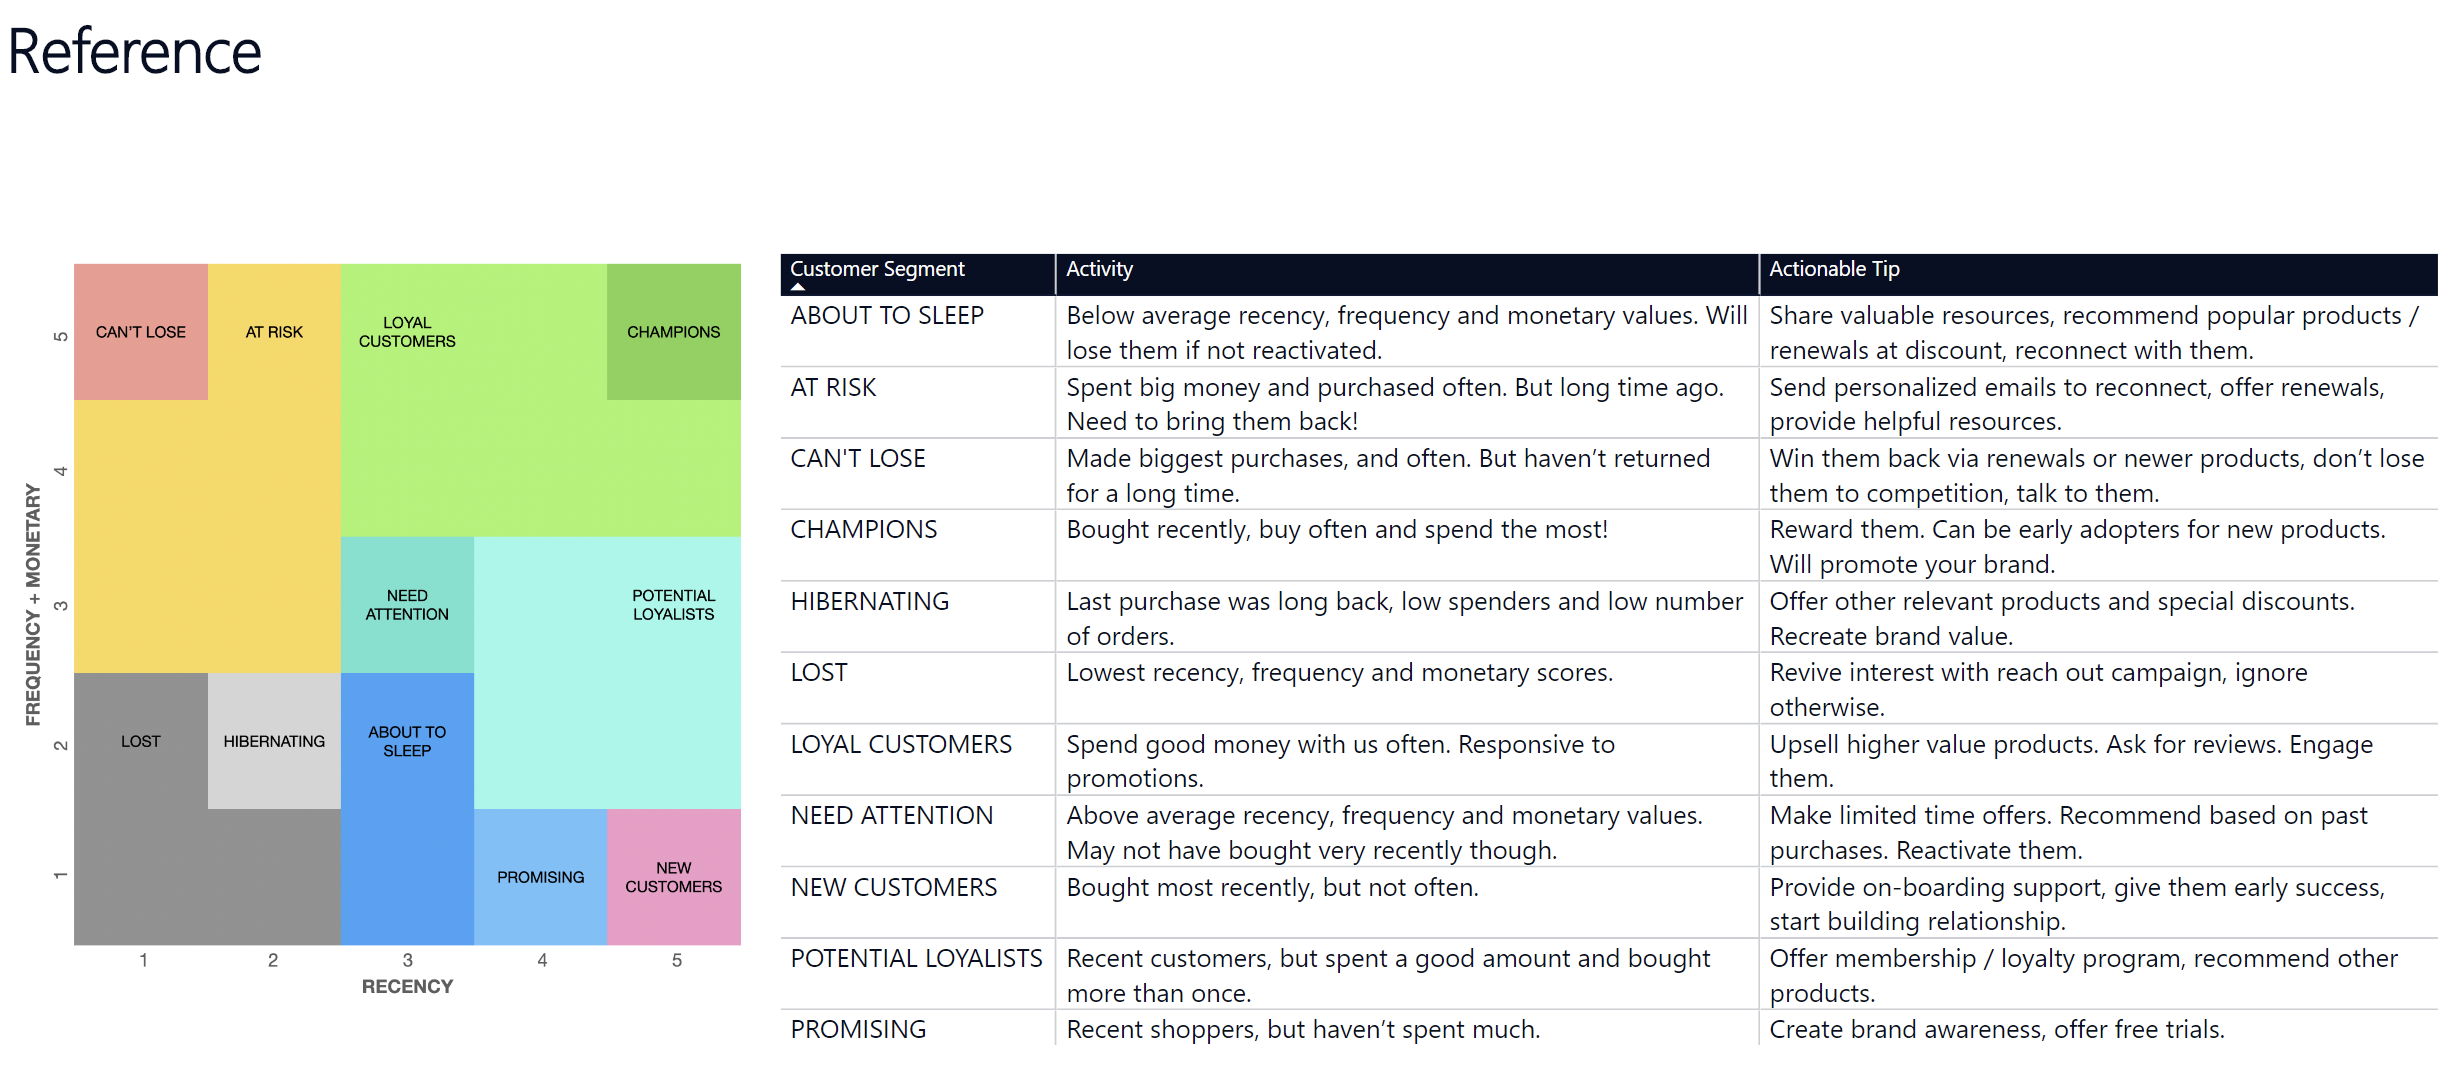 Reference
FREQUENCY + MONETARY
5
4
3
2
1
CAN'T LOSE
AT RISK
LOYAL
CUSTOMERS
CHAMPIONS
NEED
ATTENTION
POTENTIAL
LOYALISTS
LOST
HIBERNATING
ABOUT TO
SLEEP
PROMISING
NEW
CUSTOMERS
1 2 3 4 5
RECENCY
Customer Segment Activity Actionable Tip
ABOUT TO SLEEP Below average recency, frequency and monetary values. Will Share valuable resources, recommend popular products /
lose them if not reactivated. renewals at discount, reconnect with them.
AT RISK Spent big money and purchased often. But long time ago. Send personalized emails to reconnect, offer renewals,
Need to bring them back! provide helpful resources.
CAN'T LOSE Made biggest purchases, and often. But haven’t returned Win them back via renewals or newer products, don’t lose
for a long time. them to competition, talk to them.
CHAMPIONS Bought recently, buy often and spend the most! Reward them. Can be early adopters for new products.
Will promote your brand.
HIBERNATING Last purchase was long back, low spenders and low number Offer other relevant products and special discounts.
of orders. Recreate brand value.
LOST Lowest recency, frequency and monetary scores. Revive interest with reach out campaign, ignore
otherwise.
LOYAL CUSTOMERS Spend good money with us often. Responsive to Upsell higher value products. Ask for reviews. Engage
promotions. them.
NEED ATTENTION Above average recency, frequency and monetary values. Make limited time offers. Recommend based on past
May not have bought very recently though. purchases. Reactivate them.
NEW CUSTOMERS Bought most recently, but not often. Provide on-boarding support, give them early success,
start building relationship.
POTENTIAL LOYALISTS Recent customers, but spent a good amount and bought Offer membership / loyalty program, recommend other
more than once. products.
PROMISING Recent shoppers, but haven’t spent much. Create brand awareness, offer free trials.